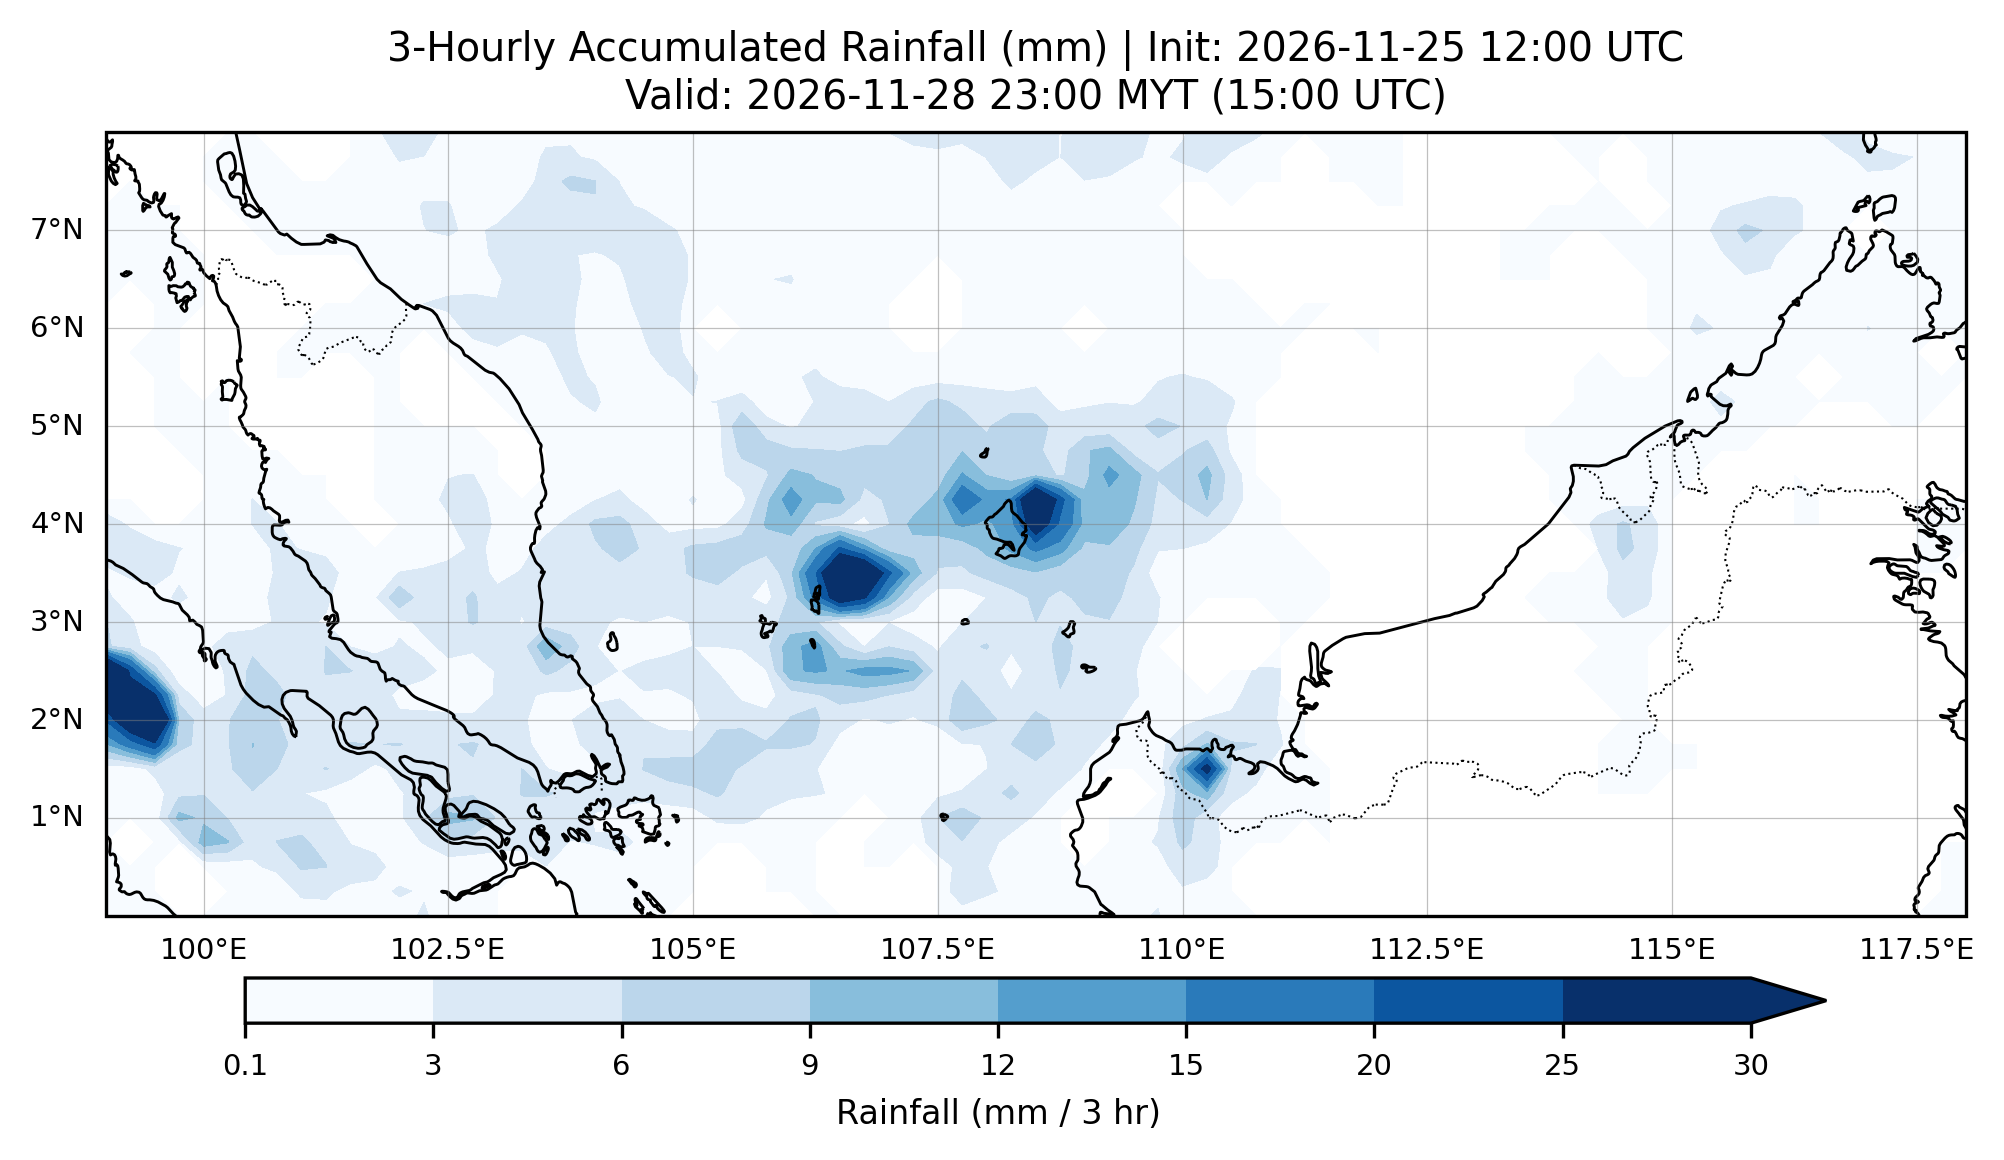 3-Hourly Accumulated Rainfall (mm) | Init: 2026-11-25 12:00 UTC
Valid: 2026-11-28 23:00 MYT (15:00 UTC)
7°N
6°N
5°N
4°N
3°N
2°N
1°N
100°E 102.5°E 105°E 107.5°E 110°E 112.5°E 115°E 117.5°E
0.1 3 6 9 12 15 20 25 30
Rainfall (mm / 3 hr)